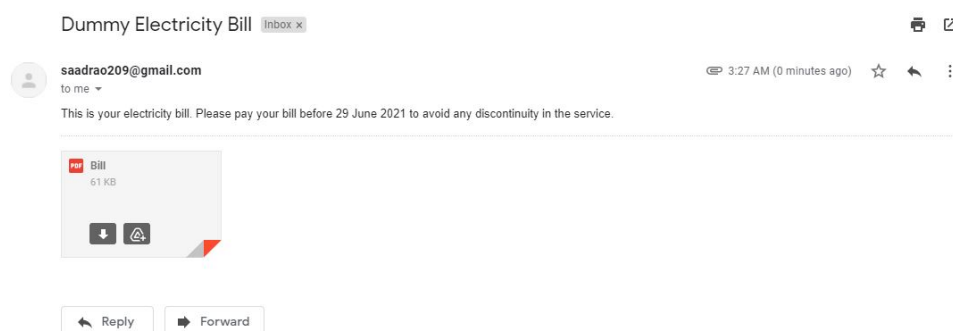 Dummy Electricity Bill Inbox x
saadrao209@gmail.com 3:27 AM (0 minutes ago)
to me
This is your electricity bill. Please pay your bill before 29 June 2021 to avoid any discontinuity in the service.
PDF Bill
61 KB
Reply Forward